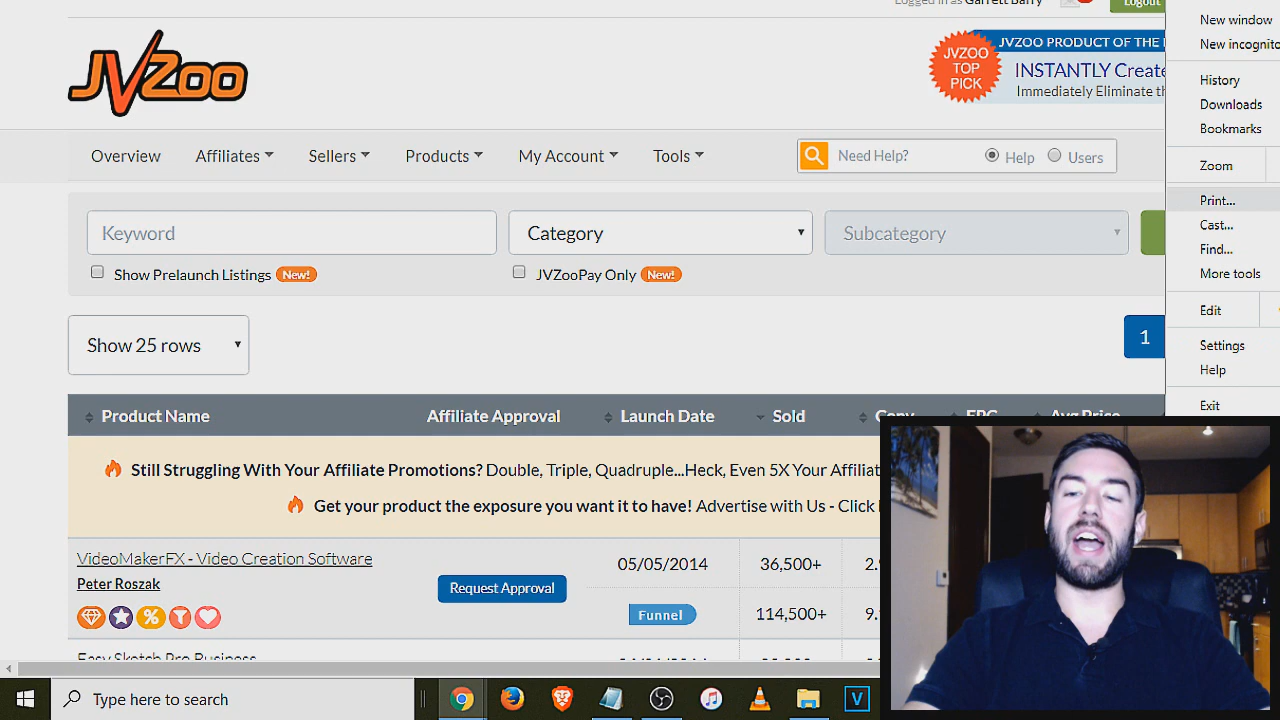 Logged in as Garrett Barry
Logout
JVZoo
JVZOO TOP PICK
JVZOO PRODUCT OF THE
INSTANTLY Create
Immediately Eliminate
Overview
Affiliates
Sellers
Products
My Account
Tools
Need Help?
Help
Users
Keyword
Category
Subcategory
Show Prelaunch Listings New!
JVZooPay Only New!
Show 25 rows
1
Product Name
Affiliate Approval
Launch Date
Sold
Avg Price
Still Struggling With Your Affiliate Promotions? Double, Triple, Quadruple...Heck, Even 5X Your Affiliat
Get your product the exposure you want it to have! Advertise with Us - Click
VideoMakerFX - Video Creation Software
Peter Roszak
Request Approval
05/05/2014
36,500+
Funnel
114,500+
Easy Sketch Pro Business
New window
New incognito
History
Downloads
Bookmarks
Zoom
Print...
Cast...
Find...
More tools
Edit
Settings
Help
Exit
Type here to search
V